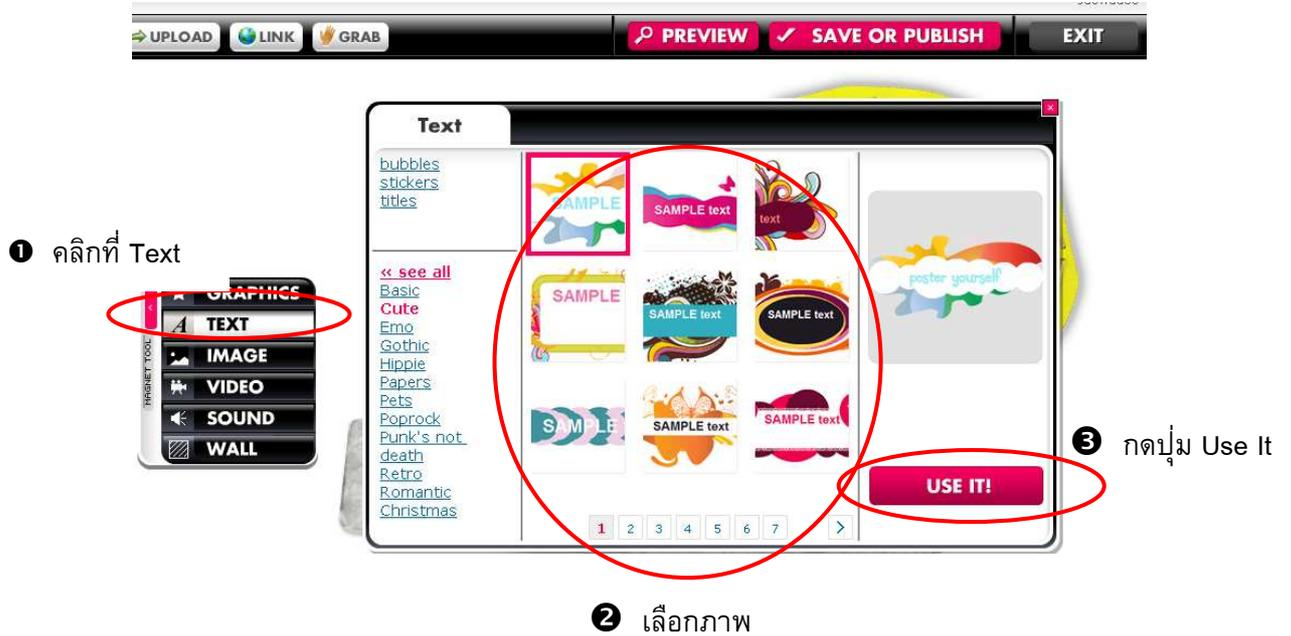 UPLOAD LINK GRAB PREVIEW SAVE OR PUBLISH EXIT
Text
bubbles
stickers
titles
<< see all
Basic
Cute
Emo
Gothic
Hippie
Papers
Pets
Poprock
Punk's not
death
Retro
Romantic
Christmas
SAMPLE
SAMPLE text
text
SAMPLE
SAMPLE text
SAMPLE text
SAMPLE
SAMPLE text
SAMPLE text
1 2 3 4 5 6 7 >
poster yourself
USE IT!
❶ คลิกที่ Text
MAGNET TOOL
GRAPHICS
TEXT
IMAGE
VIDEO
SOUND
WALL
❸ กดปุ่ม Use It
❷ เลือกภาพ